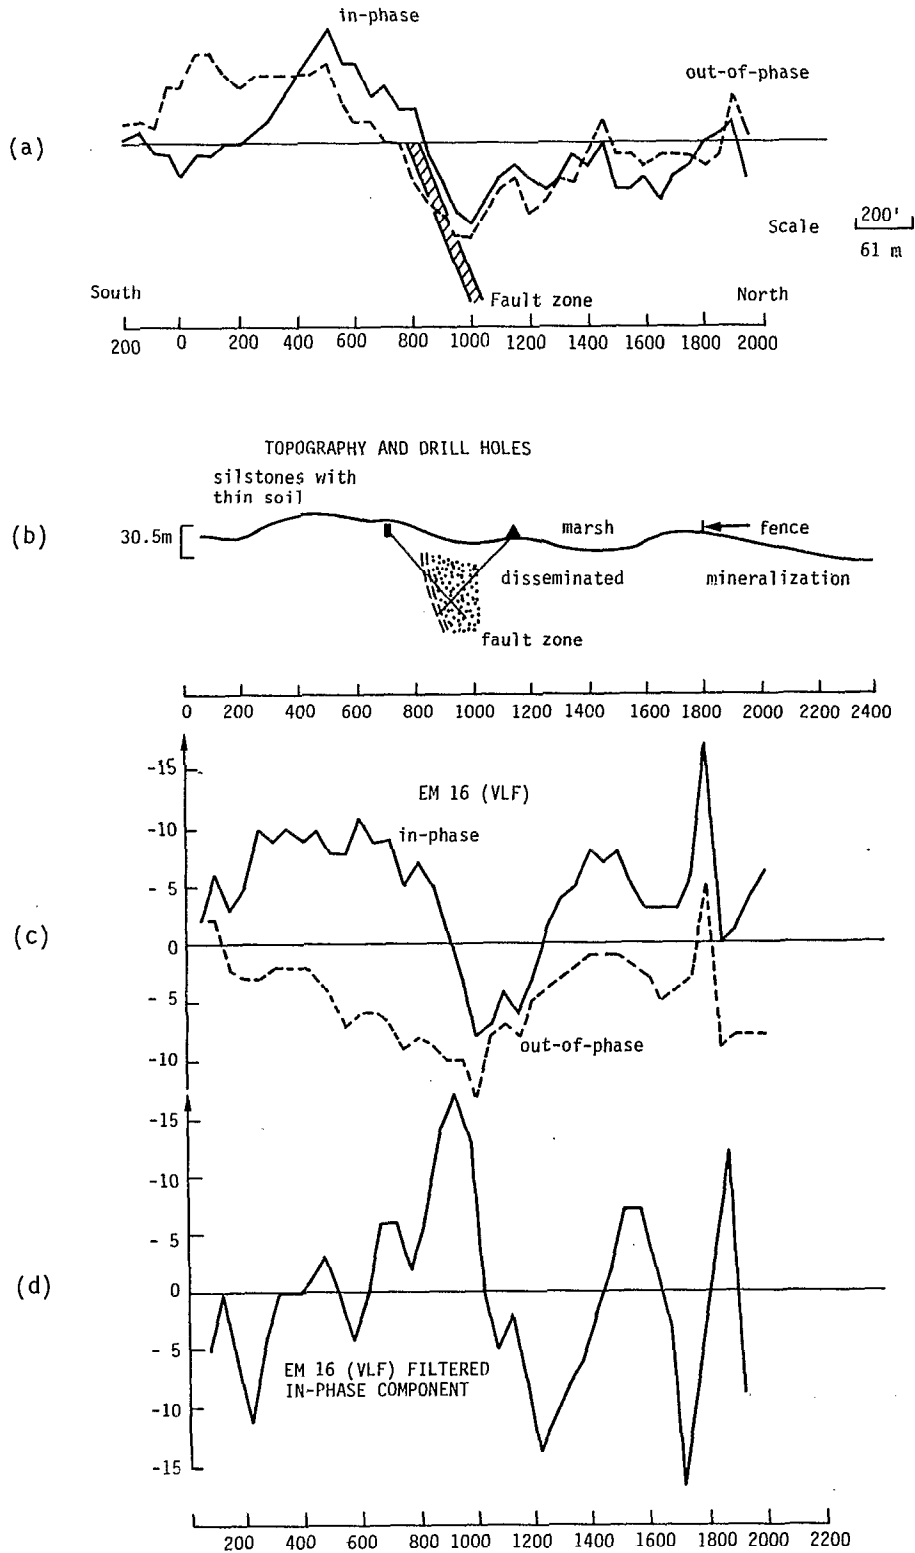 in-phase
out-of-phase
(a)
Scale
200'
61 m
South
North
Fault zone
200 0 200 400 600 800 1000 1200 1400 1600 1800 2000
TOPOGRAPHY AND DRILL HOLES
silstones with
thin soil
(b)
30.5m
marsh
fence
disseminated
mineralization
fault zone
0 200 400 600 800 1000 1200 1400 1600 1800 2000 2200 2400
-15
EM 16 (VLF)
-10
in-phase
- 5
(c)
0
- 5
out-of-phase
-10
-15
-10
- 5
(d)
0
- 5
EM 16 (VLF) FILTERED
IN-PHASE COMPONENT
-10
-15
200 400 600 800 1000 1200 1400 1600 1800 2000 2200